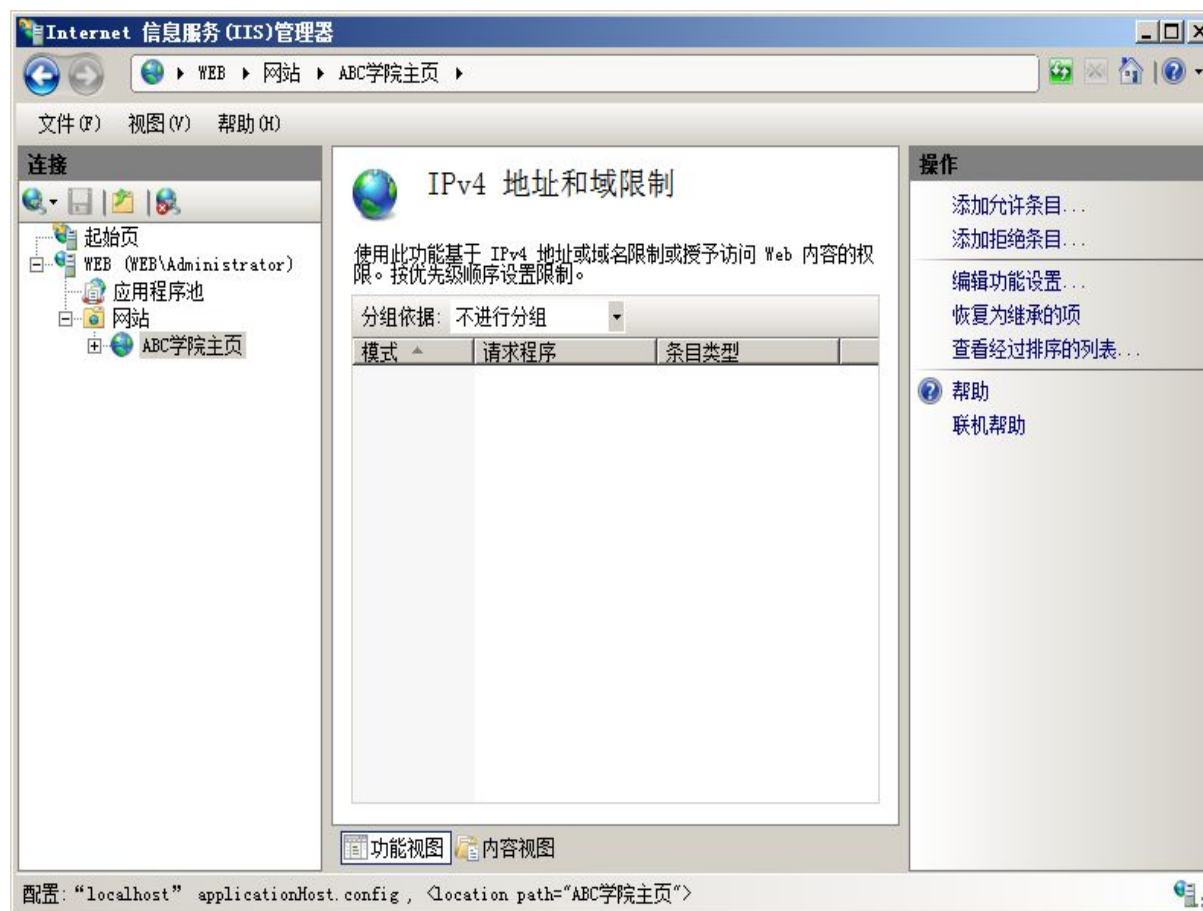 Internet 信息服务(IIS)管理器
WEB 网站 ABC学院主页
文件(F) 视图(V) 帮助(H)
连接
起始页
WEB (WEB\Administrator)
应用程序池
网站
ABC学院主页
IPv4 地址和域限制
使用此功能基于 IPv4 地址或域名限制或授予访问 Web 内容的权
限。按优先级顺序设置限制。
分组依据: 不进行分组
模式 请求程序 条目类型
功能视图 内容视图
操作
添加允许条目...
添加拒绝条目...
编辑功能设置...
恢复为继承的项
查看经过排序的列表...
帮助
联机帮助
配置:“localhost” applicationHost.config , <location path="ABC学院主页">